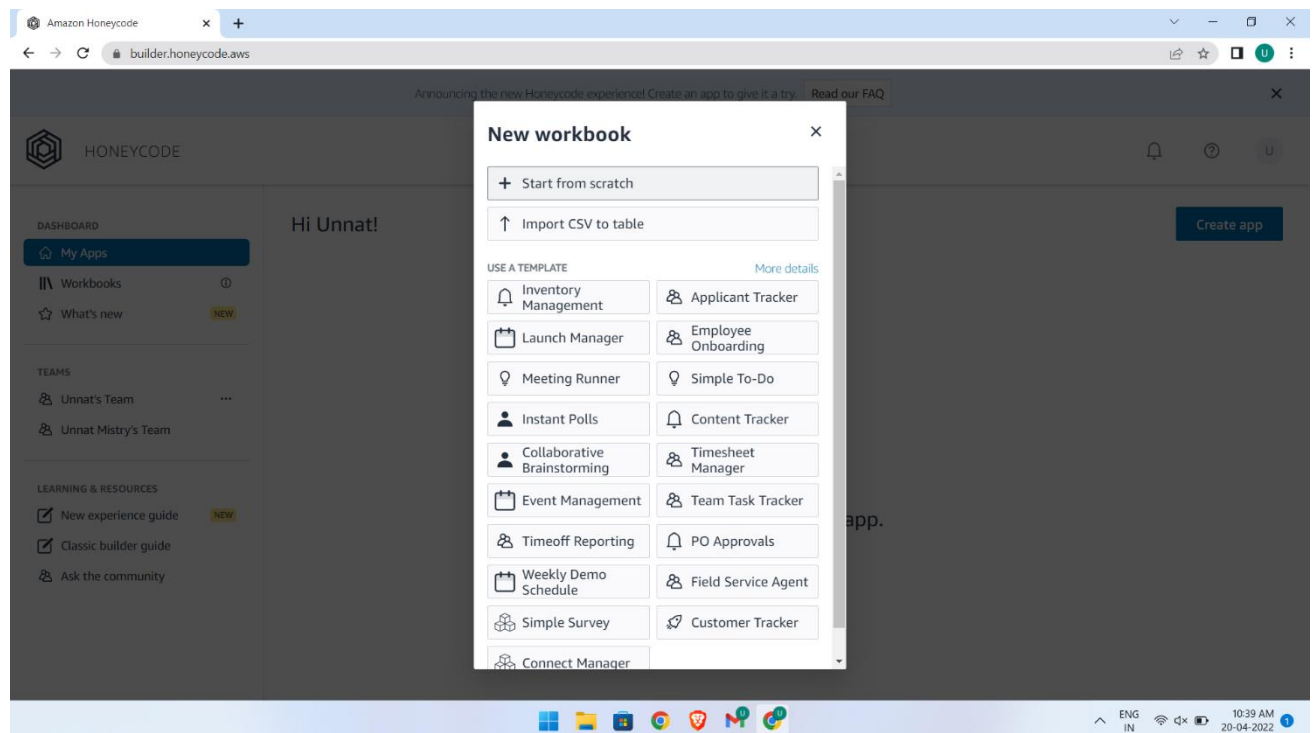 Amazon Honeycode
builder.honeycode.aws
U
Announcing the new Honeycode experience! Create an app to give it a try. Read our FAQ
HONEYCODE
U
DASHBOARD
My Apps
Workbooks
What's new NEW
TEAMS
Unnat's Team
Unnat Mistry's Team
LEARNING & RESOURCES
New experience guide NEW
Classic builder guide
Ask the community
Hi Unnat!
Create app
app.
New workbook
Start from scratch
Import CSV to table
USE A TEMPLATE More details
Inventory
Management
Applicant Tracker
Launch Manager
Employee
Onboarding
Meeting Runner
Simple To-Do
Instant Polls
Content Tracker
Collaborative
Brainstorming
Timesheet
Manager
Event Management
Team Task Tracker
Timeoff Reporting
PO Approvals
Weekly Demo
Schedule
Field Service Agent
Simple Survey
Customer Tracker
Connect Manager
U
U
ENG
IN
10:39 AM
20-04-2022
1